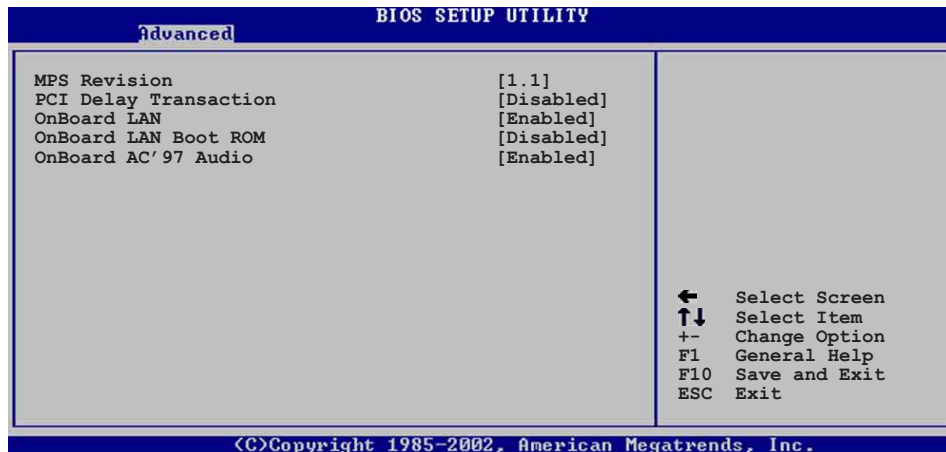 BIOS SETUP UTILITY
Advanced
MPS Revision [1.1]
PCI Delay Transaction [Disabled]
OnBoard LAN [Enabled]
OnBoard LAN Boot ROM [Disabled]
OnBoard AC'97 Audio [Enabled]
← Select Screen
↑↓ Select Item
+- Change Option
F1 General Help
F10 Save and Exit
ESC Exit
(C)Copyright 1985-2002, American Megatrends, Inc.